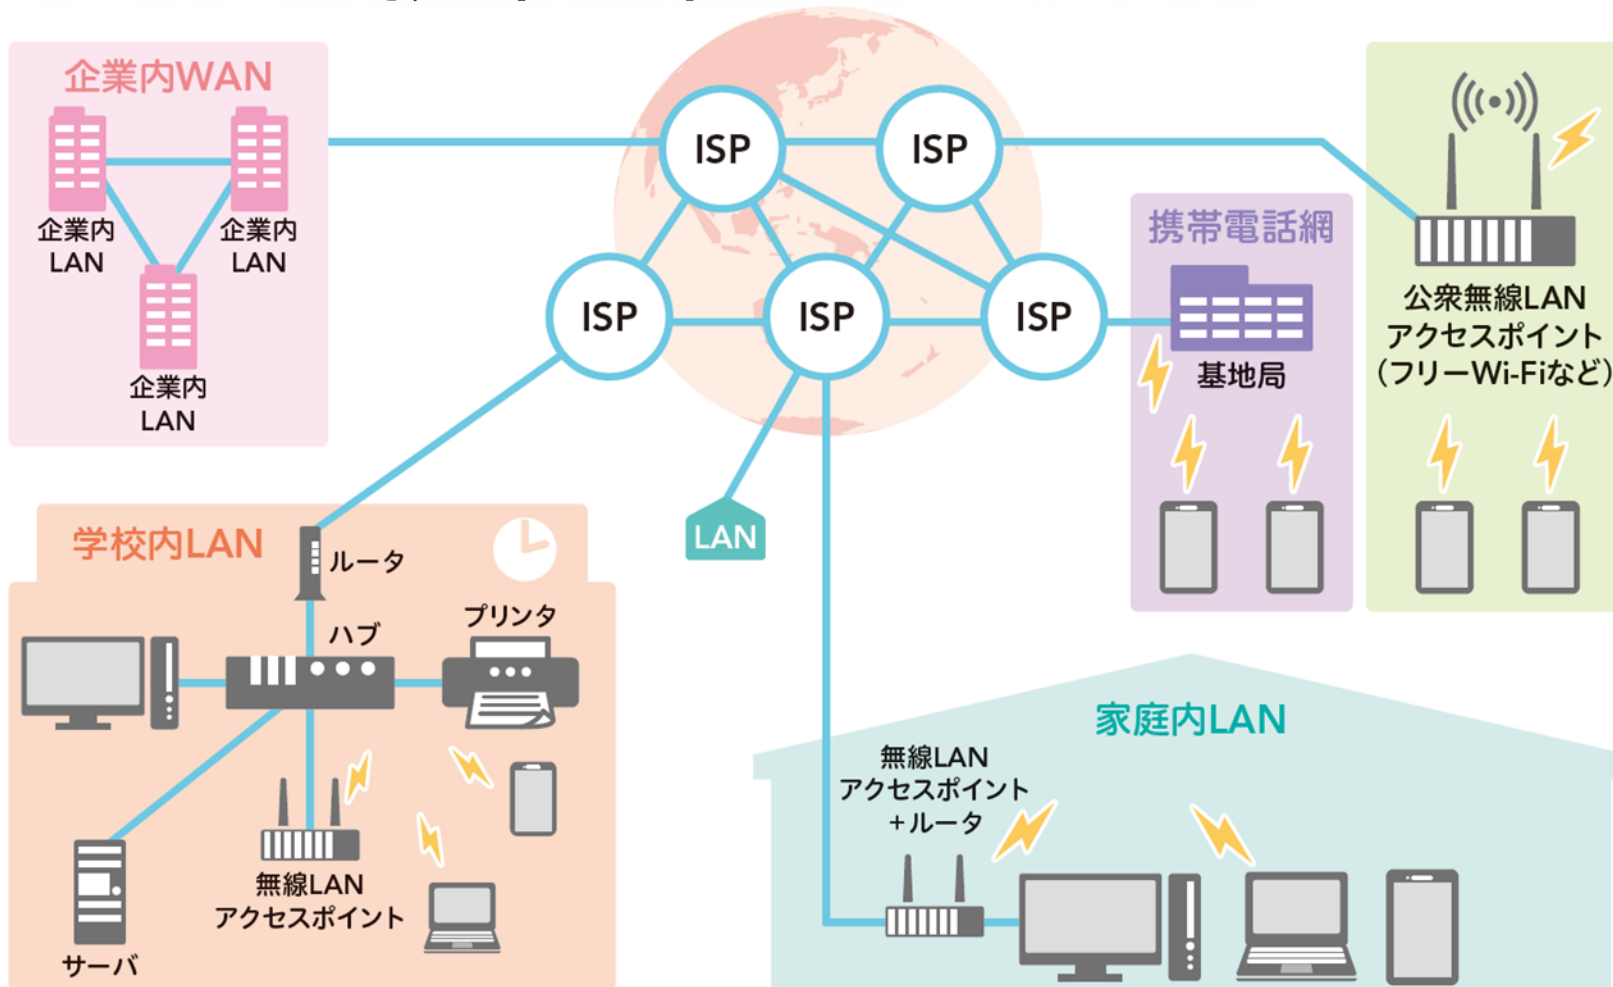 企業内WAN
企業内
LAN
企業内
LAN
企業内
LAN
ISP
ISP
ISP
ISP
ISP
携帯電話網
基地局
公衆無線LAN
アクセスポイント
（フリーWi-Fiなど）
LAN
学校内LAN
ルータ
ハブ
プリンタ
無線LAN
アクセスポイント
サーバ
家庭内LAN
無線LAN
アクセスポイント
+ルータ